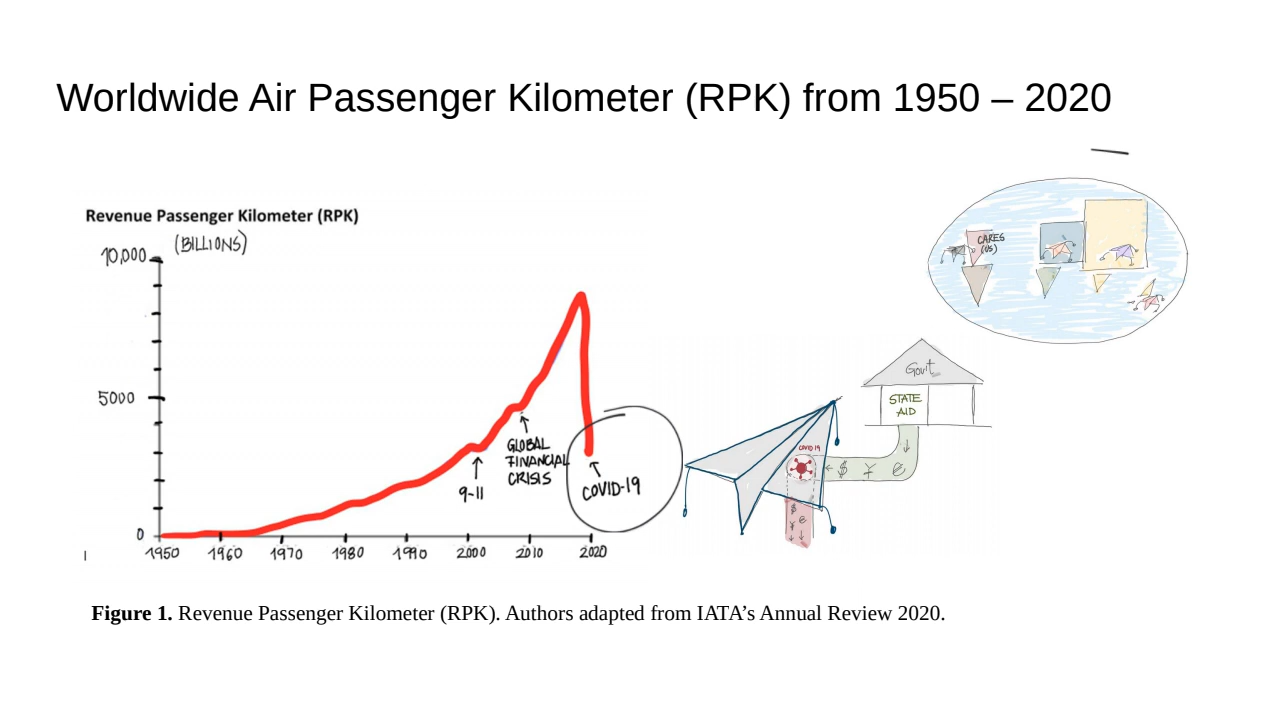 Worldwide Air Passenger Kilometer (RPK) from 1950 – 2020
Revenue Passenger Kilometer (RPK)
(BILLIONS)
10,000
5000
0
1950 1960 1970 1980 1990 2000 2010 2020
9-11
GLOBAL
FINANCIAL
CRISIS
COVID-19
CARES
(US)
Gov't
STATE
AID
COVID 19
$ ¥ e
$
¥ e
Figure 1. Revenue Passenger Kilometer (RPK). Authors adapted from IATA’s Annual Review 2020.